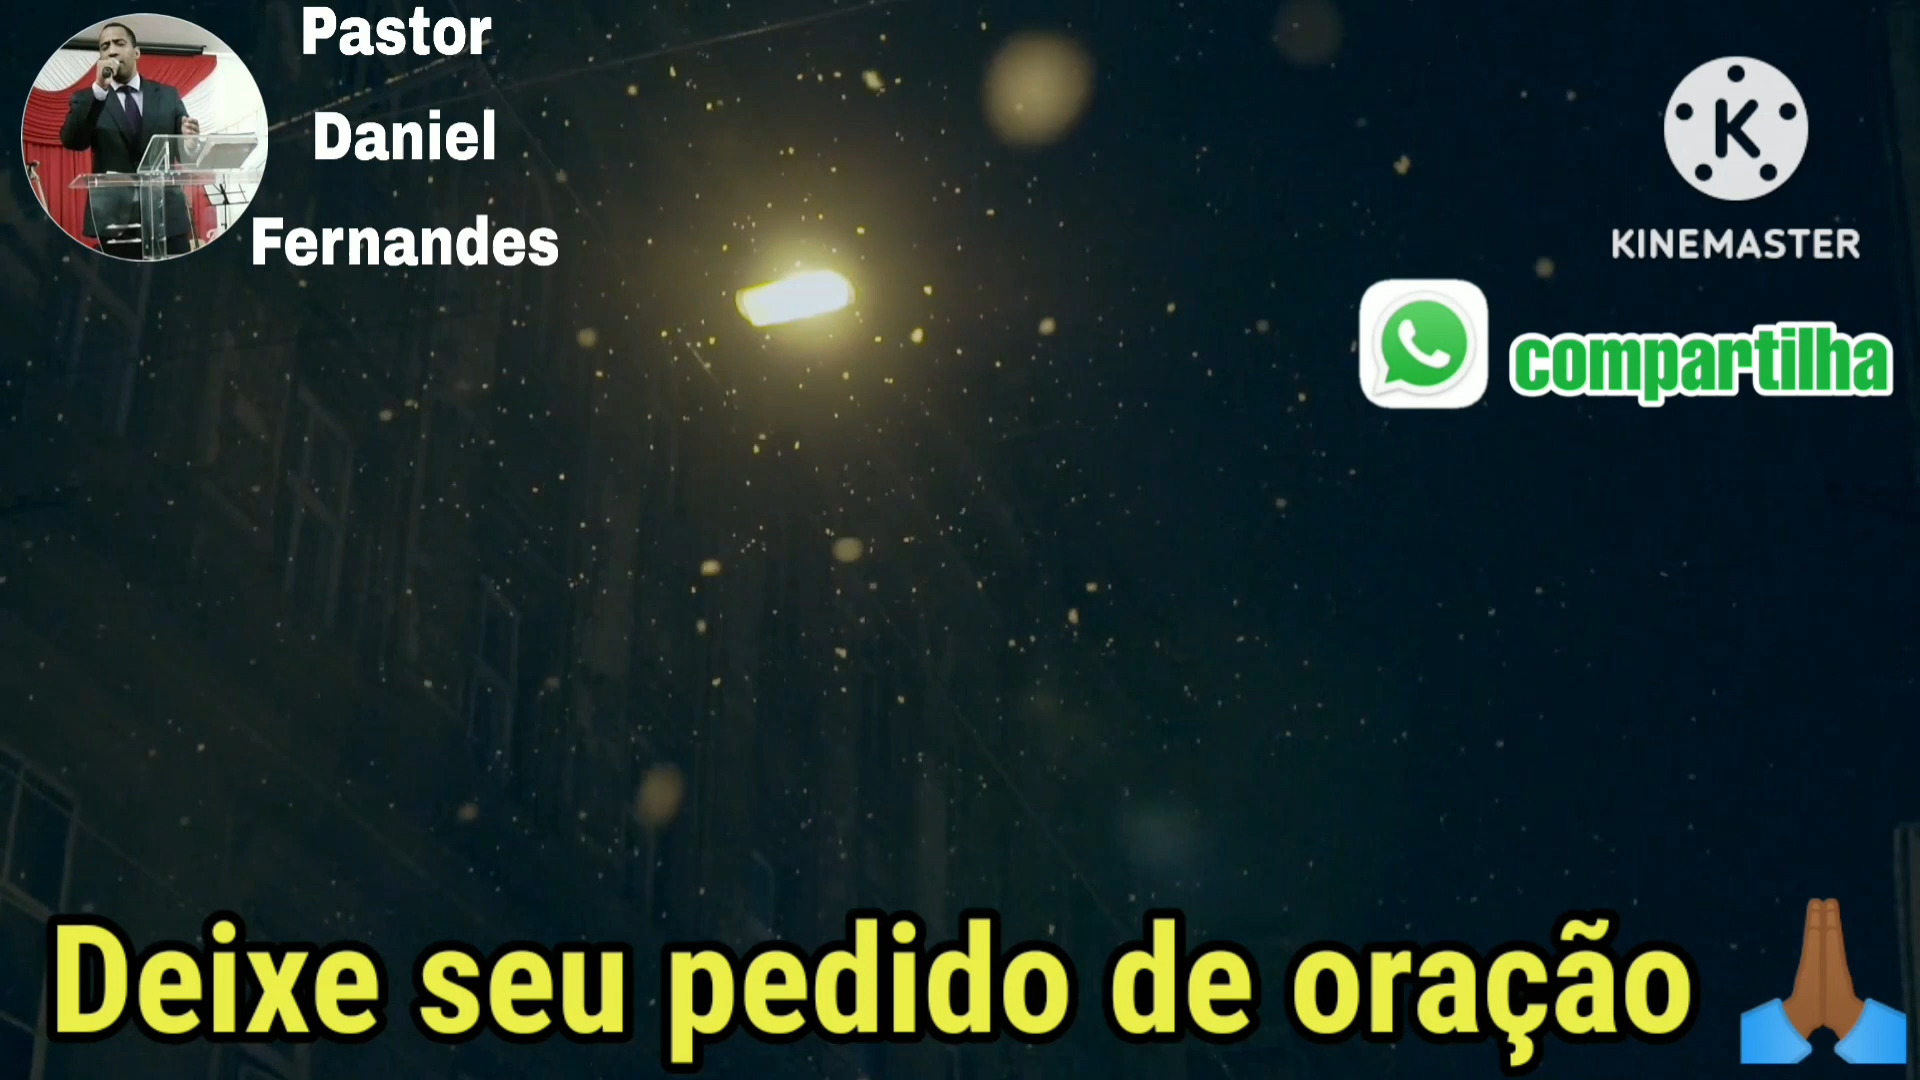 Pastor
Daniel
Fernandes
K
KINEMASTER
compartilha
Deixe seu pedido de oração